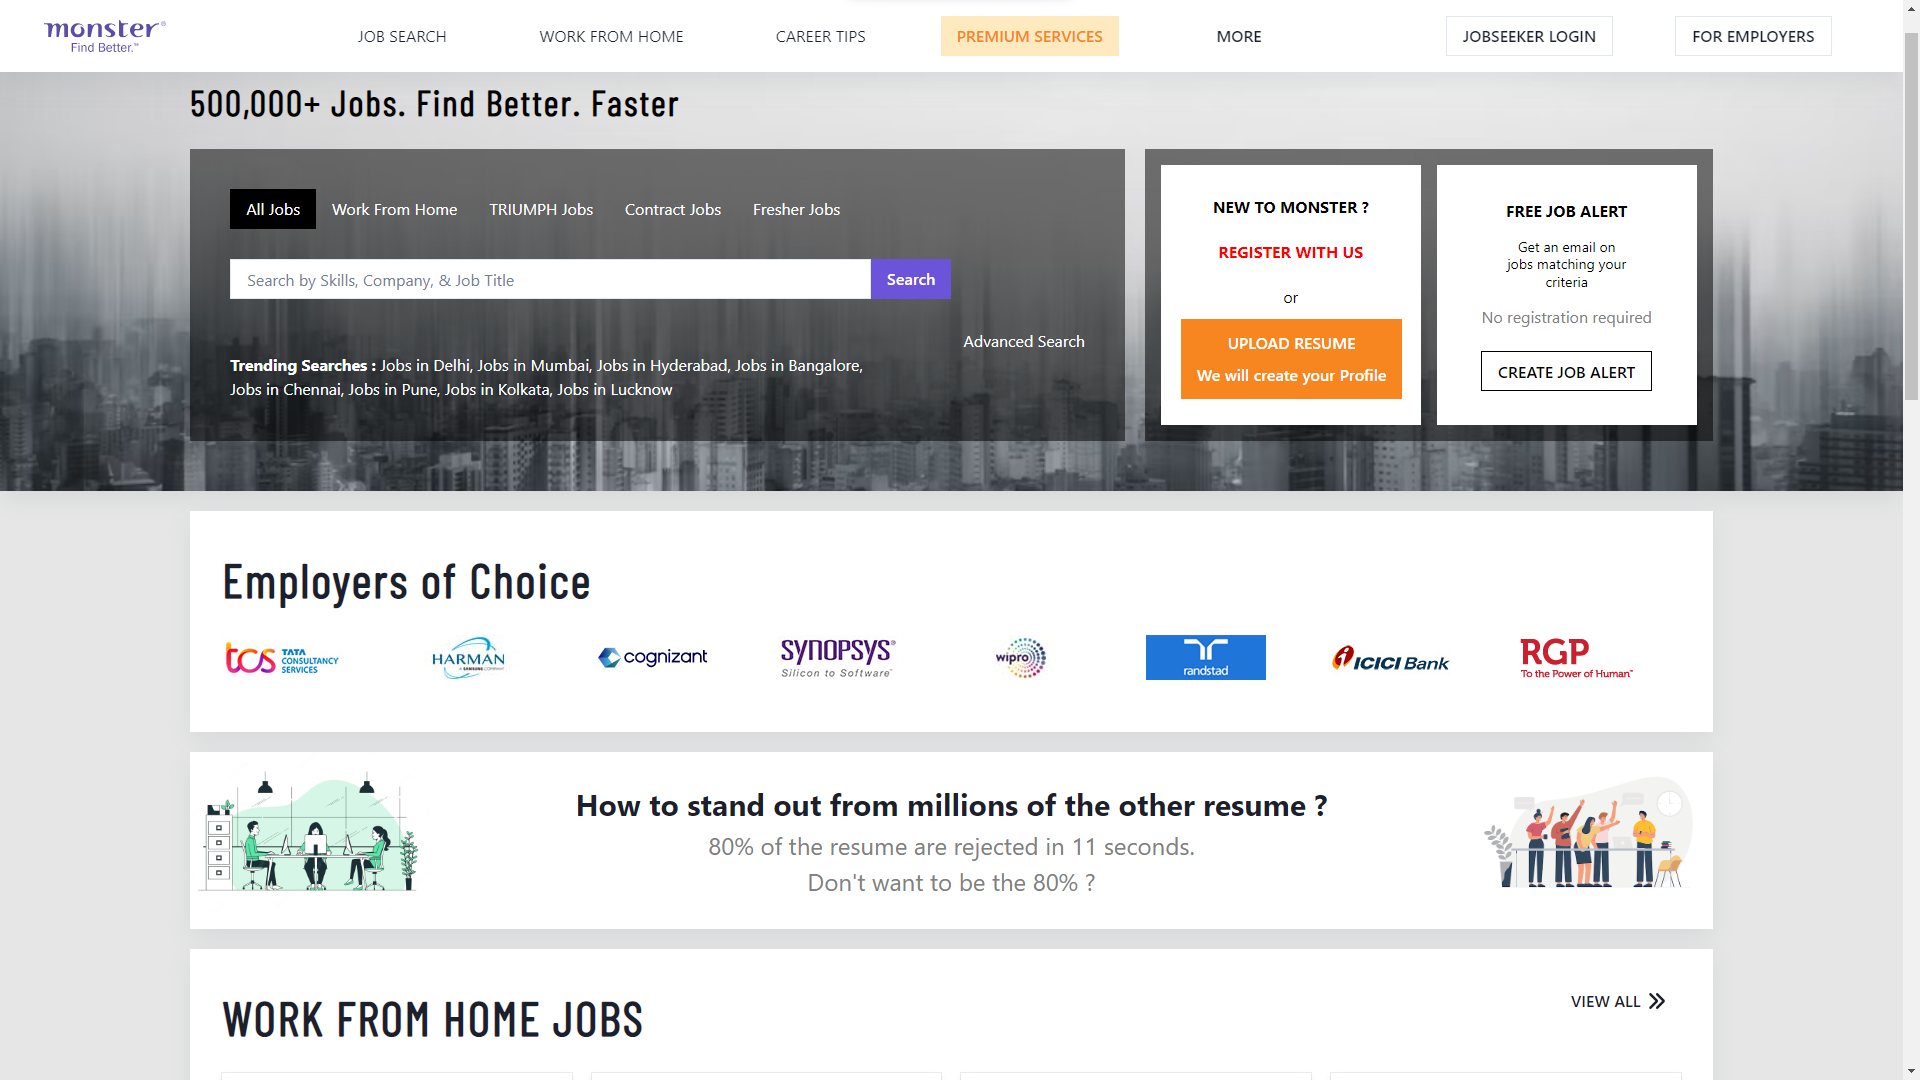 monster®
Find Better.™
JOB SEARCH
WORK FROM HOME
CAREER TIPS
PREMIUM SERVICES
MORE
JOBSEEKER LOGIN
FOR EMPLOYERS
500,000+ Jobs. Find Better. Faster
All Jobs
Work From Home
TRIUMPH Jobs
Contract Jobs
Fresher Jobs
Search by Skills, Company, & Job Title
Search
Advanced Search
Trending Searches : Jobs in Delhi, Jobs in Mumbai, Jobs in Hyderabad, Jobs in Bangalore,
Jobs in Chennai, Jobs in Pune, Jobs in Kolkata, Jobs in Lucknow
NEW TO MONSTER ?
REGISTER WITH US
or
UPLOAD RESUME
We will create your Profile
FREE JOB ALERT
Get an email on
jobs matching your
criteria
No registration required
CREATE JOB ALERT
Employers of Choice
tcs TATA
CONSULTANCY
SERVICES
HARMAN
A SAMSUNG COMPANY
cognizant
SYNOPSYS®
Silicon to Software™
wipro
randstad
ICICI Bank
RGP
To the Power of Human™
How to stand out from millions of the other resume ?
80% of the resume are rejected in 11 seconds.
Don't want to be the 80% ?
WORK FROM HOME JOBS
VIEW ALL